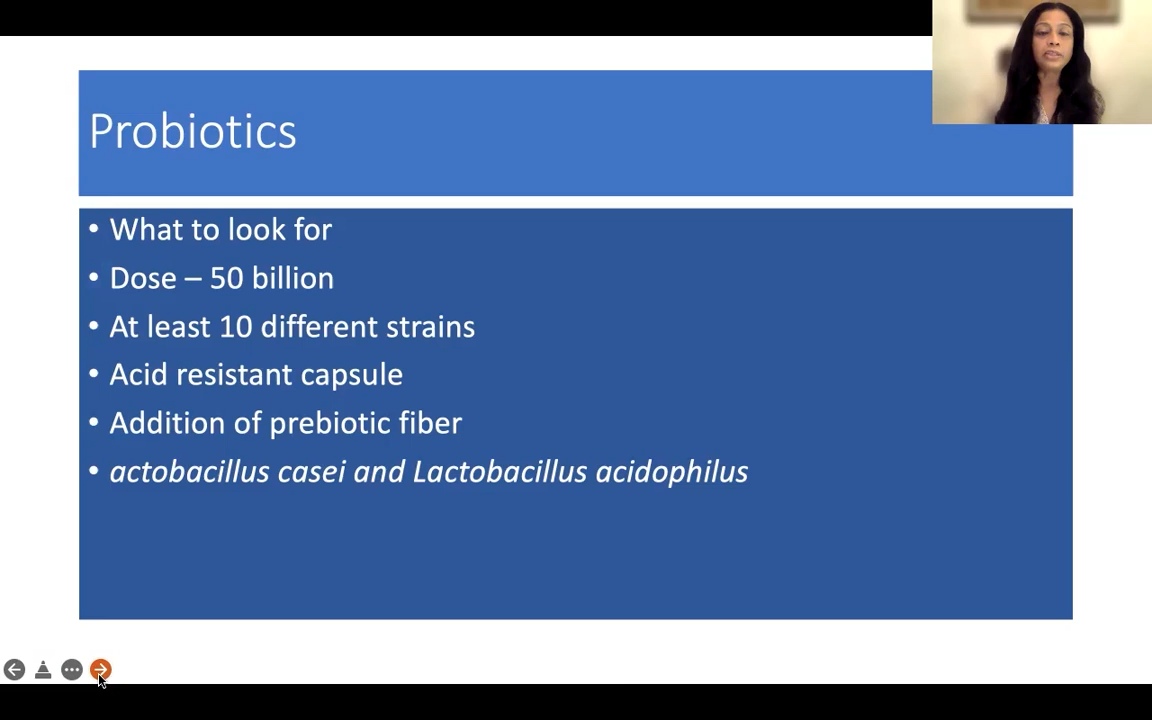 Probiotics
• What to look for
• Dose – 50 billion
• At least 10 different strains
• Acid resistant capsule
• Addition of prebiotic fiber
• actobacillus casei and Lactobacillus acidophilus